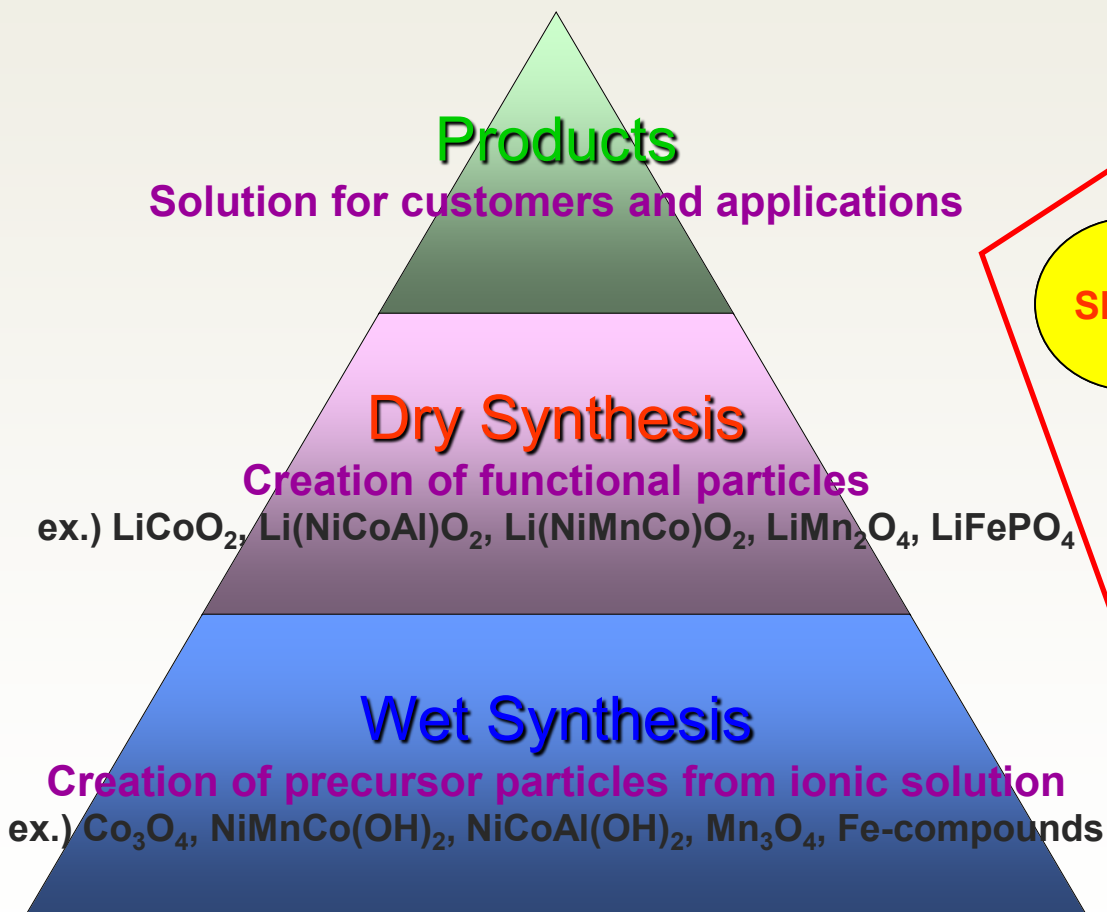 Products
Solution for customers and applications
Dry Synthesis
Creation of functional particles
ex.) LiCoO₂, Li(NiCoAl)O₂, Li(NiMnCo)O₂, LiMn₂O₄, LiFePO₄
Wet Synthesis
Creation of precursor particles from ionic solution
ex.) Co₃O₄, NiMnCo(OH)₂, NiCoAl(OH)₂, Mn₃O₄, Fe-compounds